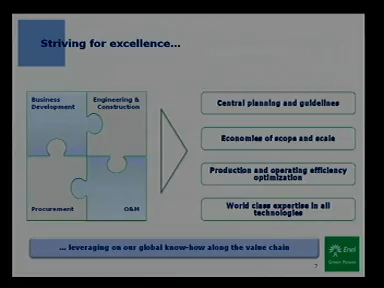 Striving for excellence...
Business
Development
Engineering &
Construction
Procurement
O&M
Central planning and guidelines
Economies of scope and scale
Production and operating efficiency
optimization
World class expertise in all
technologies
... leveraging on our global know-how along the value chain
Enel
Green Power
7